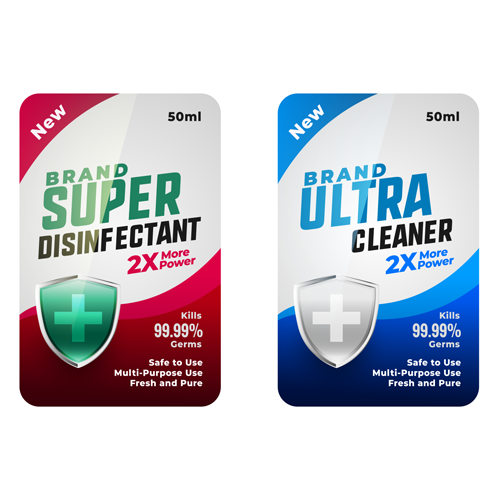 New
50ml
BRAND
SUPER
DISINFECTANT
2X More
Power
Kills
99.99%
Germs
Safe to Use
Multi-Purpose Use
Fresh and Pure
New
50ml
BRAND
ULTRA
CLEANER
2X More
Power
Kills
99.99%
Germs
Safe to Use
Multi-Purpose Use
Fresh and Pure